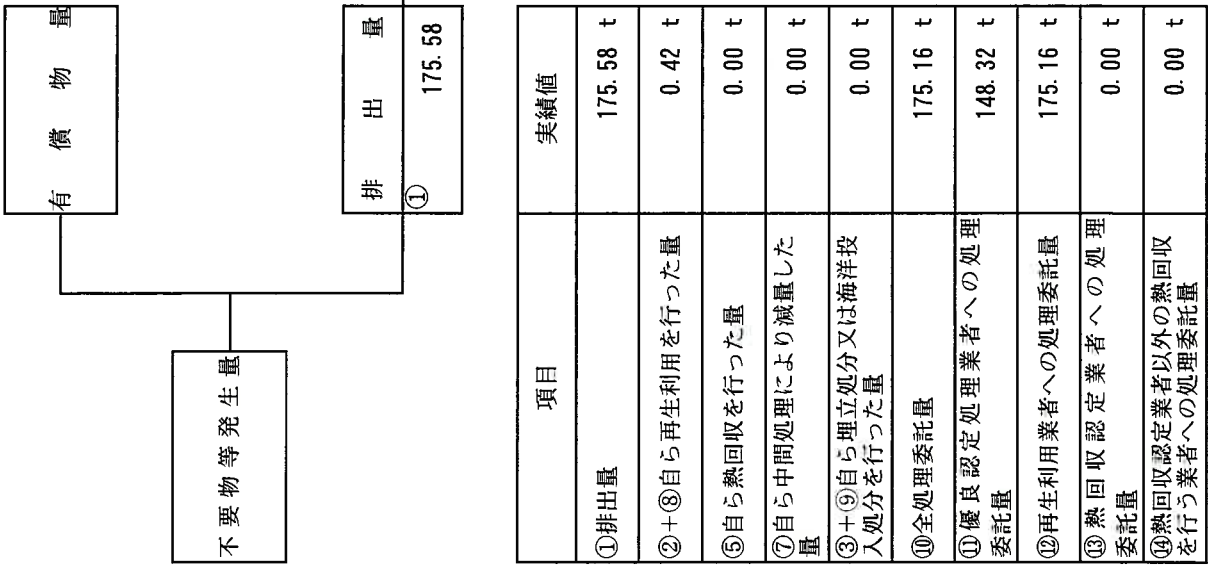 有償物量
排出量
①
175.58
不要物等発生量
項目 実績値
①排出量 175.58 t
②+⑧自ら再生利用を行った量 0.42 t
⑤自ら熱回収を行った量 0.00 t
⑦自ら中間処理により減量した
量 0.00 t
③+⑨自ら埋立処分又は海洋投
入処分を行った量 0.00 t
⑩全処理委託量 175.16 t
⑪優良認定処理業者への処理
委託量 148.32 t
⑫再生利用業者への処理委託量 175.16 t
⑬熱回収認定業者への処理
委託量 0.00 t
⑭熱回収認定業者以外の熱回収
を行う業者への処理委託量 0.00 t